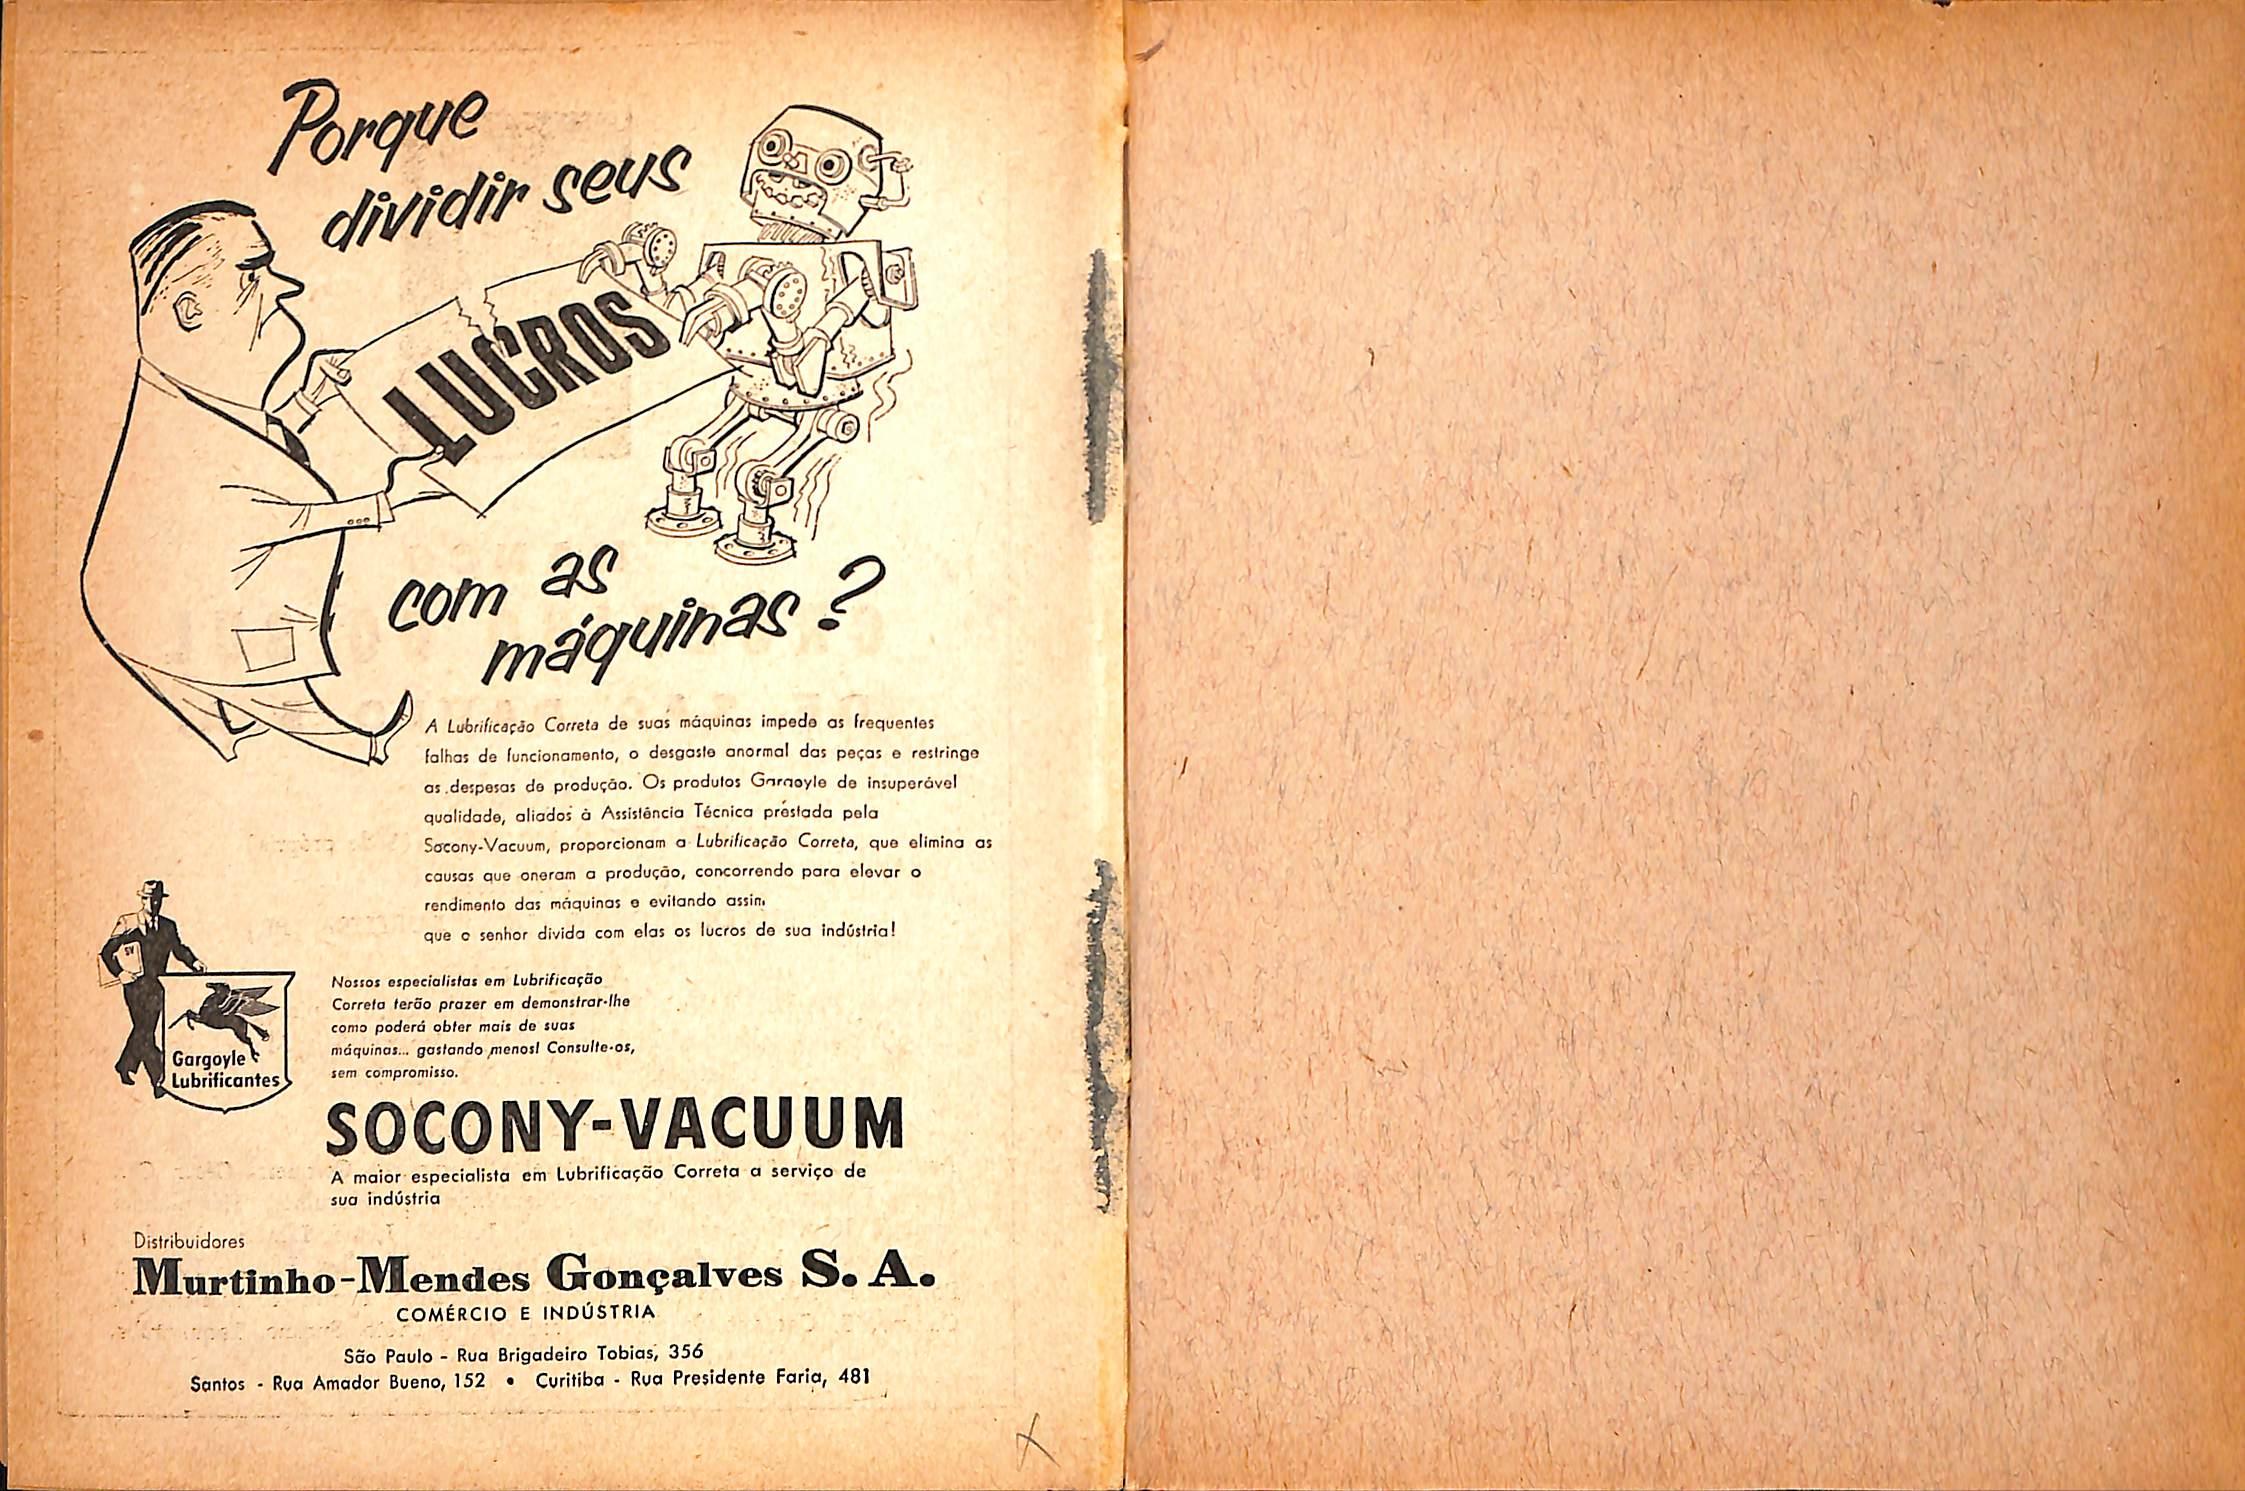 Porque
dividir seus
LUCROS
com as
máquinas?
A Lubrificação Correta de suas máquinas impede as frequentes
falhas de funcionamento, o desgaste anormal das peças e restringe
as despesas de produção. Os produtos Gargoyle de insuperável
qualidade, aliados à Assistência Técnica prestada pela
Socony-Vacuum, proporcionam a Lubrificação Correta, que elimina as
causas que oneram a produção, concorrendo para elevar o
rendimento das máquinas e evitando assim
que o senhor divida com elas os lucros de sua indústria!
SV
Gargoyle
Lubrificantes
Nossos especialistas em Lubrificação
Correta terão prazer em demonstrar-lhe
como poderá obter mais de suas
máquinas... gastando menos! Consulte-os,
sem compromisso.
SOCONY-VACUUM
A maior especialista em Lubrificação Correta a serviço de
sua indústria
Distribuidores
Murtinho-Mendes Gonçalves S. A.
COMÉRCIO E INDÚSTRIA
São Paulo - Rua Brigadeiro Tobias, 356
Santos - Rua Amador Bueno, 152 • Curitiba - Rua Presidente Faria, 481